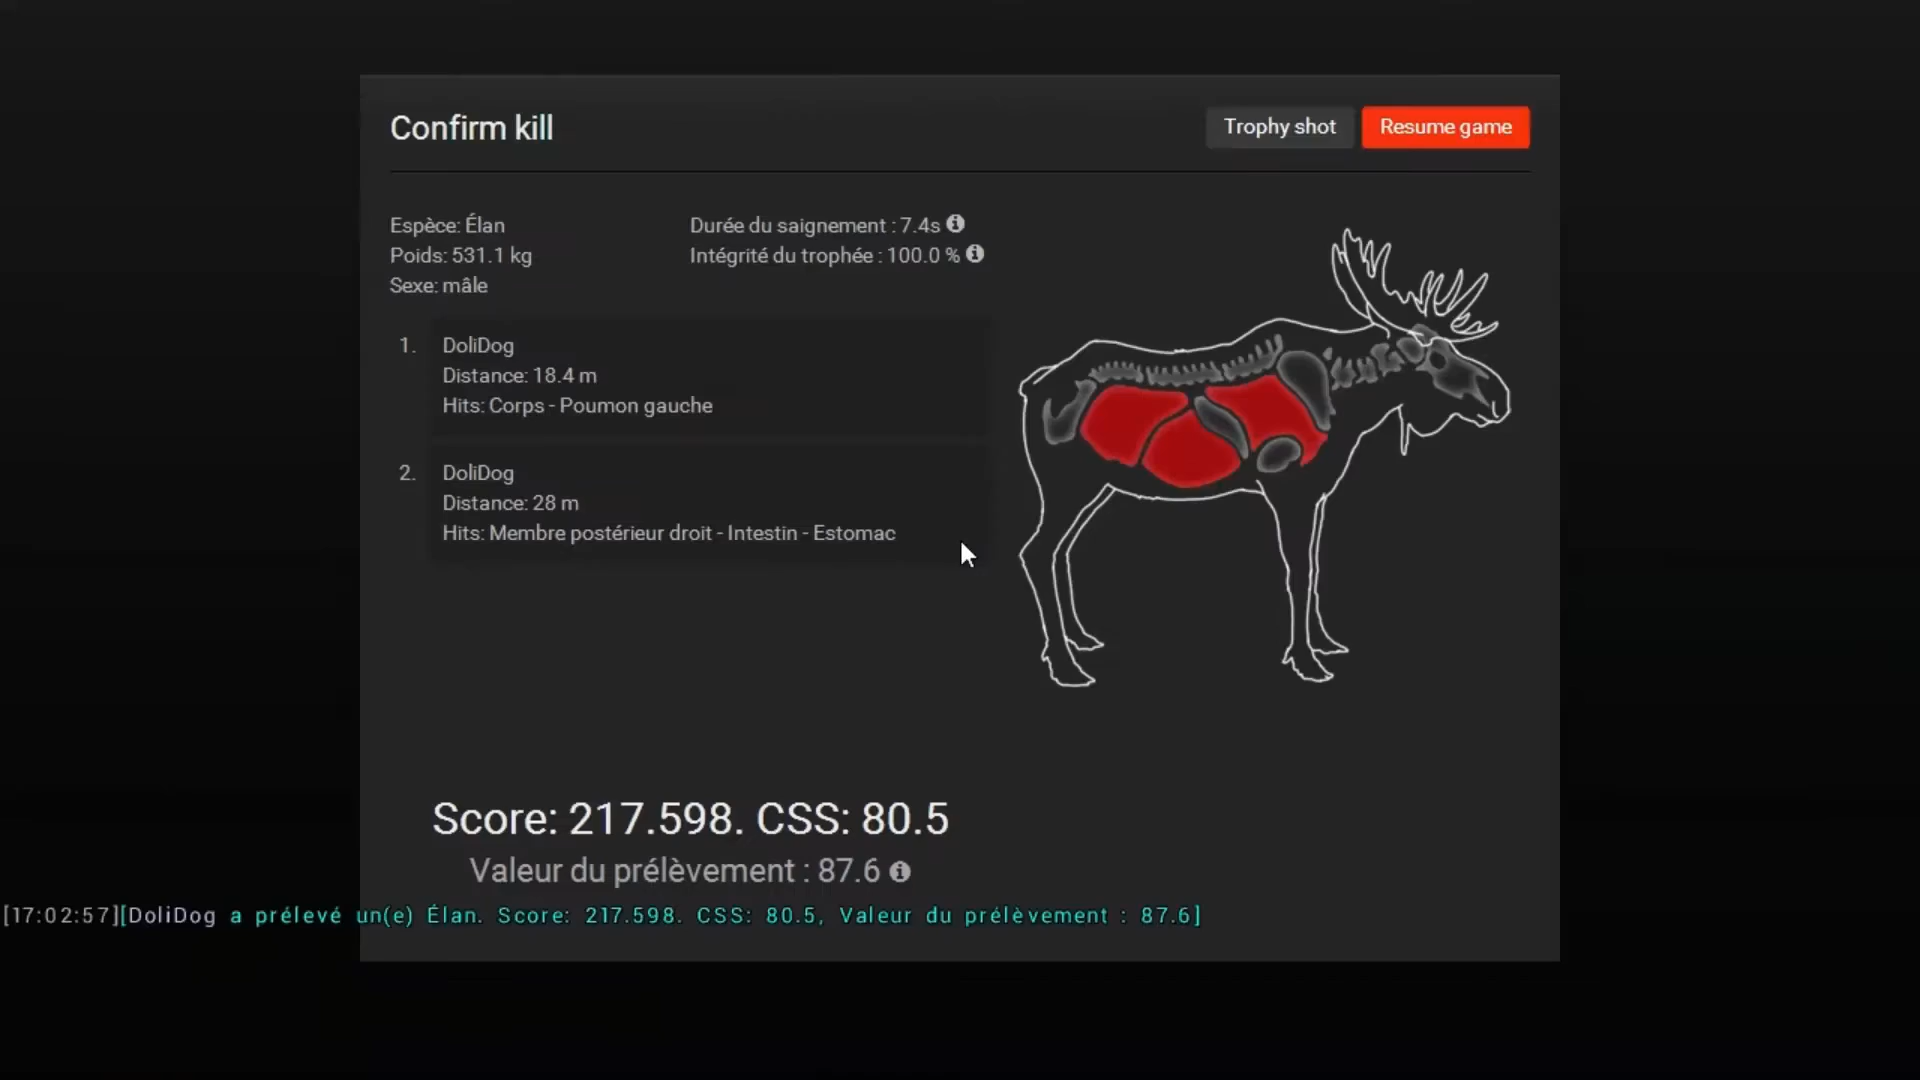 Confirm kill
Trophy shot
Resume game
Espèce: Élan
Poids: 531.1 kg
Sexe: mâle
Durée du saignement : 7.4s
Intégrité du trophée : 100.0 %
1. DoliDog
Distance: 18.4 m
Hits: Corps - Poumon gauche
2. DoliDog
Distance: 28 m
Hits: Membre postérieur droit - Intestin - Estomac
Score: 217.598. CSS: 80.5
Valeur du prélèvement : 87.6
[17:02:57][DoliDog a prélevé un(e) Élan. Score: 217.598. CSS: 80.5, Valeur du prélèvement : 87.6]